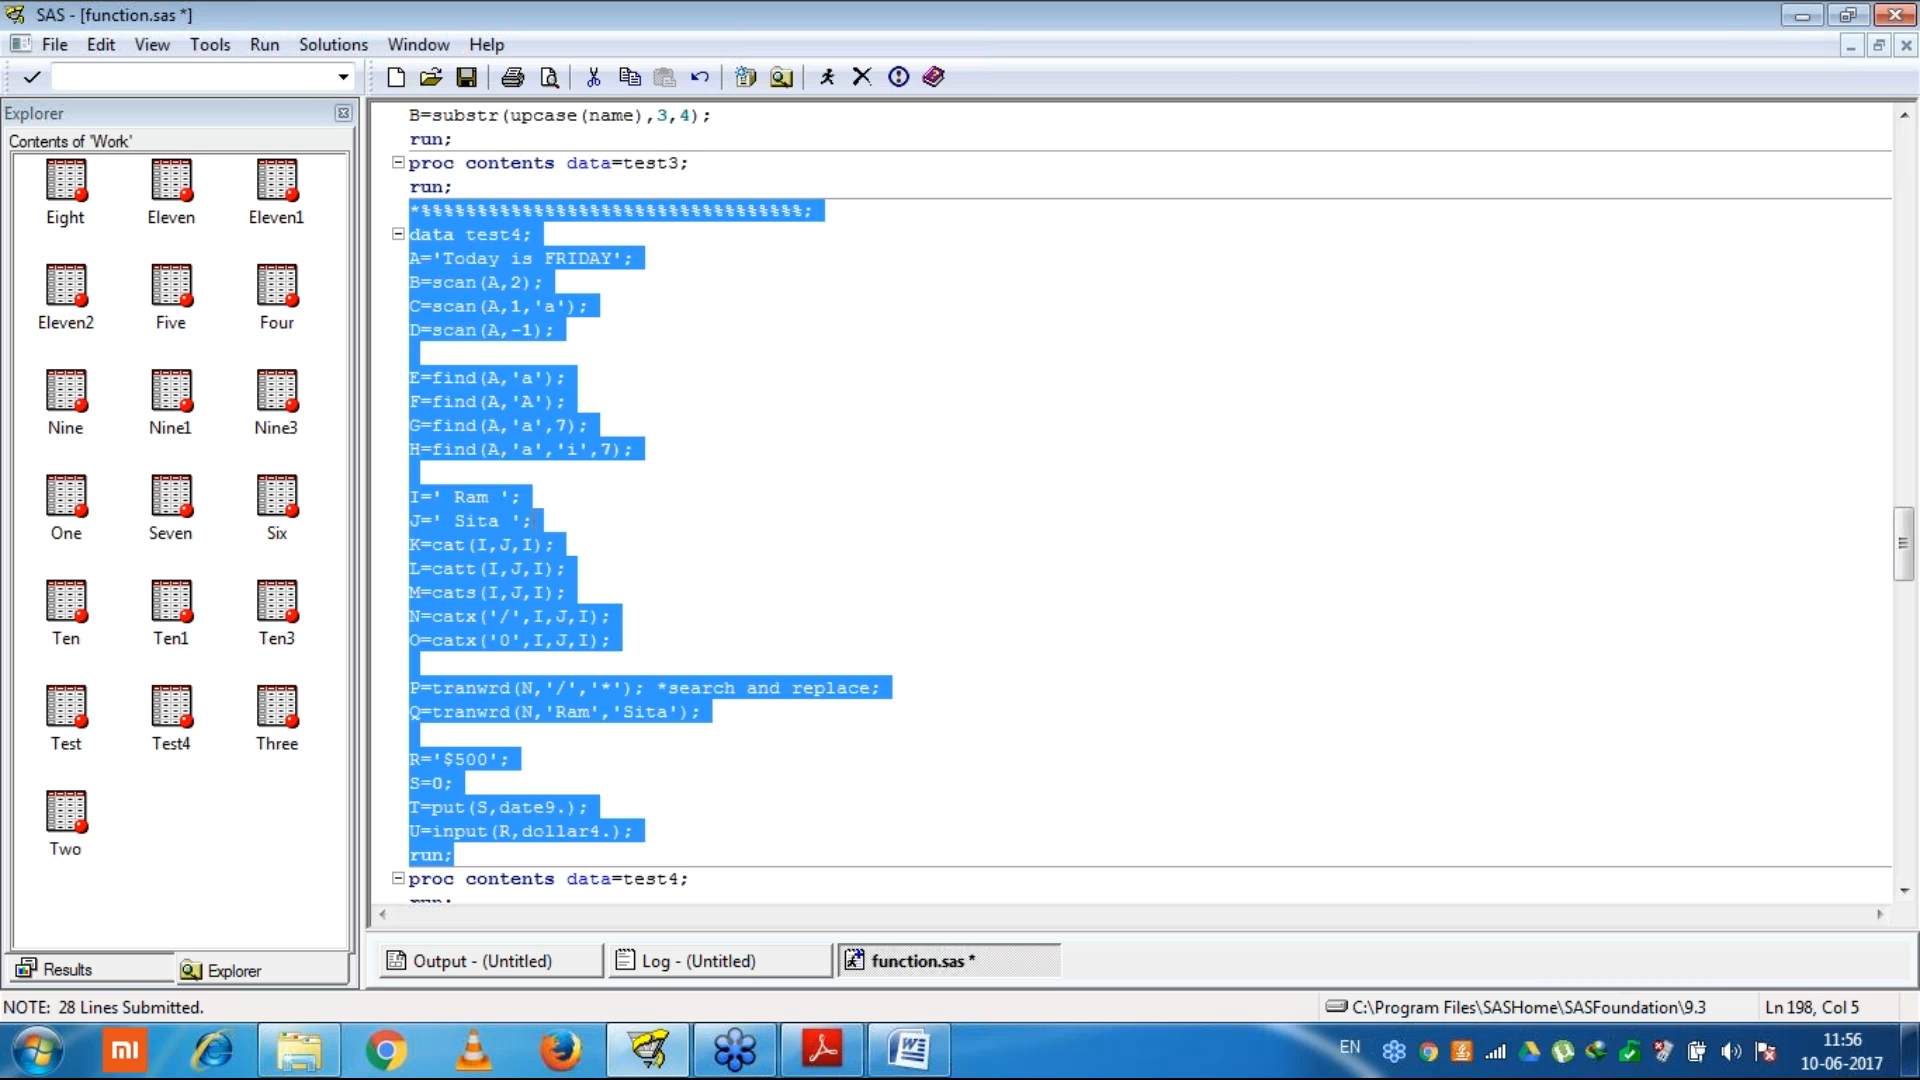 SAS - [function.sas *]
File Edit View Tools Run Solutions Window Help
Explorer
Contents of 'Work'
Eight Eleven Eleven1
Eleven2 Five Four
Nine Nine1 Nine3
One Seven Six
Ten Ten1 Ten3
Test Test4 Three
Two
Results Explorer
B=substr(upcase(name),3,4);
run;
proc contents data=test3;
run;
*%%%%%%%%%%%%%%%%%%%%%%%%%%%%%%%%%%;
data test4;
A='Today is FRIDAY';
B=scan(A,2);
C=scan(A,1,'a');
D=scan(A,-1);
E=find(A,'a');
F=find(A,'A');
G=find(A,'a',7);
H=find(A,'a','i',7);
I=' Ram ';
J=' Sita ';
K=cat(I,J,I);
L=catt(I,J,I);
M=cats(I,J,I);
N=catx('/',I,J,I);
O=catx('0',I,J,I);
P=tranwrd(N,'/','*'); *search and replace;
Q=tranwrd(N,'Ram','Sita');
R='$500';
S=0;
T=put(S,date9.);
U=input(R,dollar4.);
run;
proc contents data=test4;
run;
Output - (Untitled) Log - (Untitled) function.sas *
NOTE: 28 Lines Submitted. C:\Program Files\SASHome\SASFoundation\9.3 Ln 198, Col 5
EN 11:56
10-06-2017